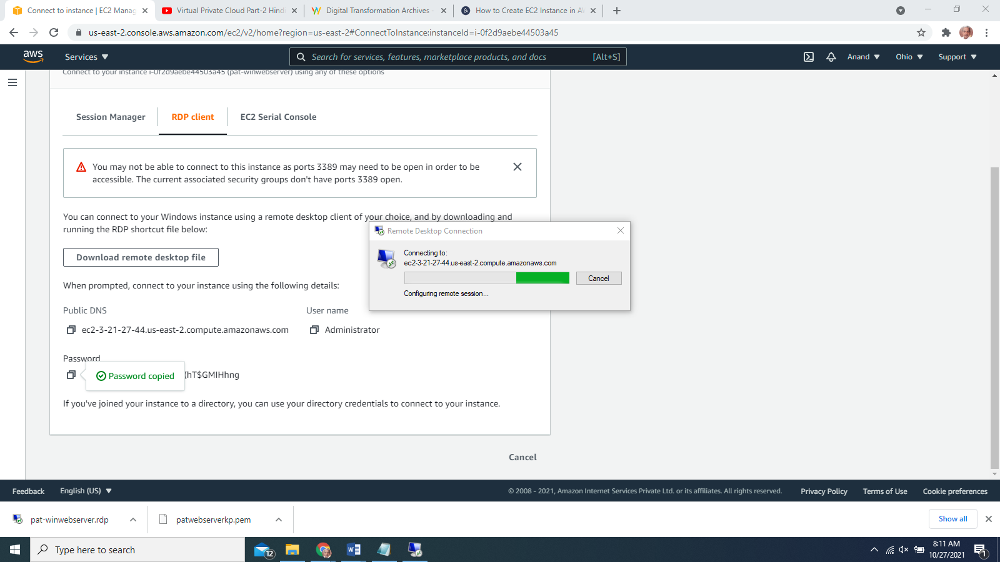 Connect to instance | EC2 Manag
Virtual Private Cloud Part-2 Hindi
Digital Transformation Archives -
How to Create EC2 Instance in AW
us-east-2.console.aws.amazon.com/ec2/v2/home?region=us-east-2#ConnectToInstance:instanceId=i-0f2d9aebe44503a45
aws
Services
Search for services, features, marketplace products, and docs
[Alt+S]
Anand
Ohio
Support
Connect to your instance i-0f2d9aebe44503a45 (pat-winwebserver) using any of these options
Session Manager
RDP client
EC2 Serial Console
You may not be able to connect to this instance as ports 3389 may need to be open in order to be
accessible. The current associated security groups don't have ports 3389 open.
You can connect to your Windows instance using a remote desktop client of your choice, and by downloading and
running the RDP shortcut file below:
Download remote desktop file
When prompted, connect to your instance using the following details:
Public DNS
User name
ec2-3-21-27-44.us-east-2.compute.amazonaws.com
Administrator
Password
Password copied
(hT$GMIHhng
If you've joined your instance to a directory, you can use your directory credentials to connect to your instance.
Cancel
Remote Desktop Connection
Connecting to:
ec2-3-21-27-44.us-east-2.compute.amazonaws.com
Cancel
Configuring remote session...
Feedback
English (US)
© 2008 - 2021, Amazon Internet Services Private Ltd. or its affiliates. All rights reserved.
Privacy Policy
Terms of Use
Cookie preferences
pat-winwebserver.rdp
patwebserverkp.pem
Show all
Type here to search
12
8:11 AM
10/27/2021
1